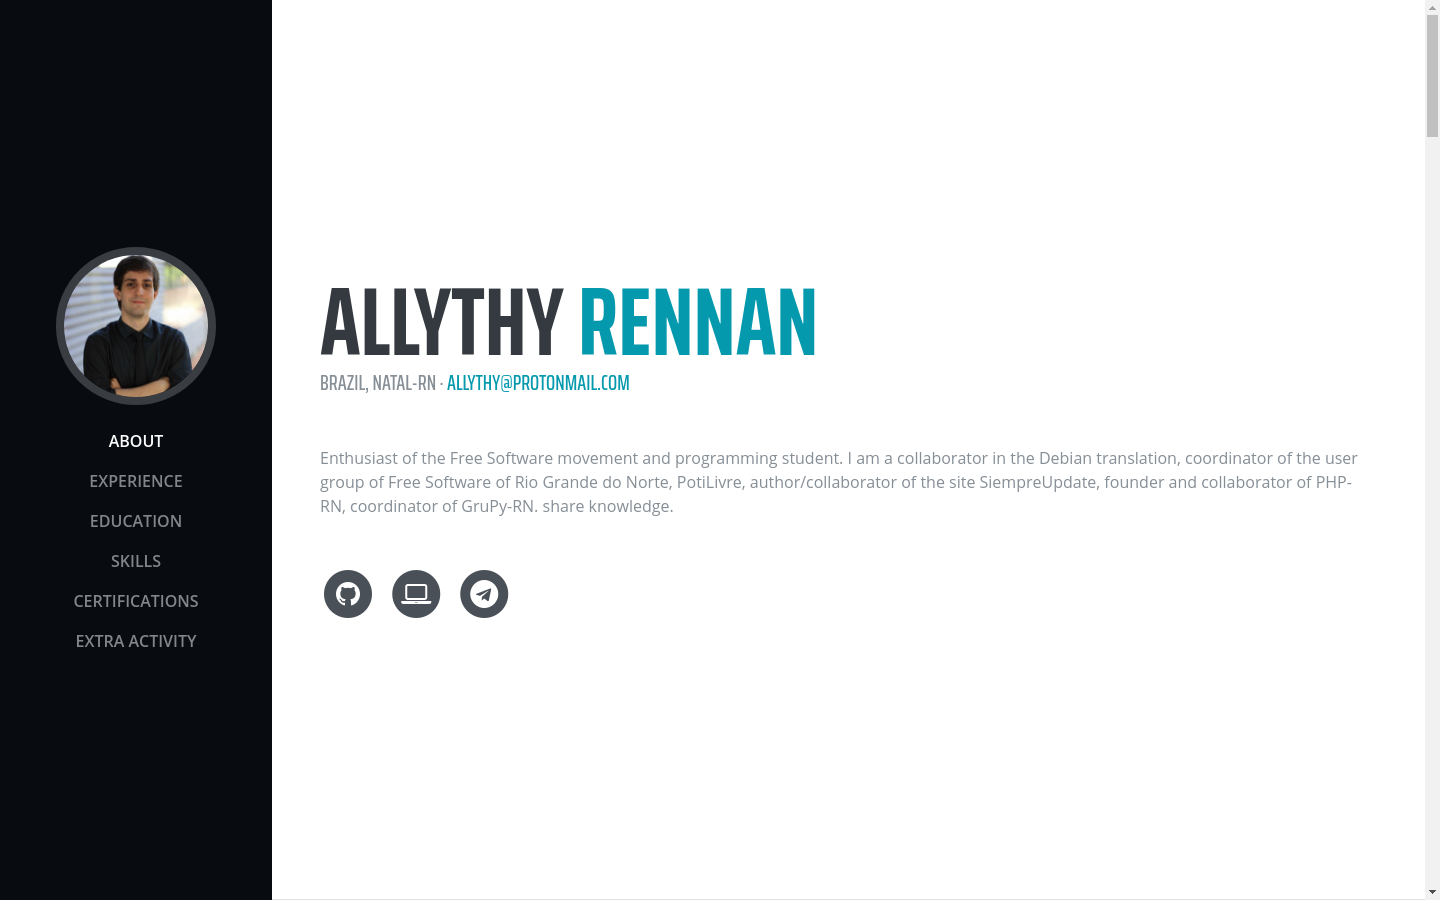 ABOUT
EXPERIENCE
EDUCATION
SKILLS
CERTIFICATIONS
EXTRA ACTIVITY
ALLYTHY RENNAN
BRAZIL, NATAL-RN · ALLYTHY@PROTONMAIL.COM
Enthusiast of the Free Software movement and programming student. I am a collaborator in the Debian translation, coordinator of the user
group of Free Software of Rio Grande do Norte, PotiLivre, author/collaborator of the site SiempreUpdate, founder and collaborator of PHP-
RN, coordinator of GruPy-RN. share knowledge.